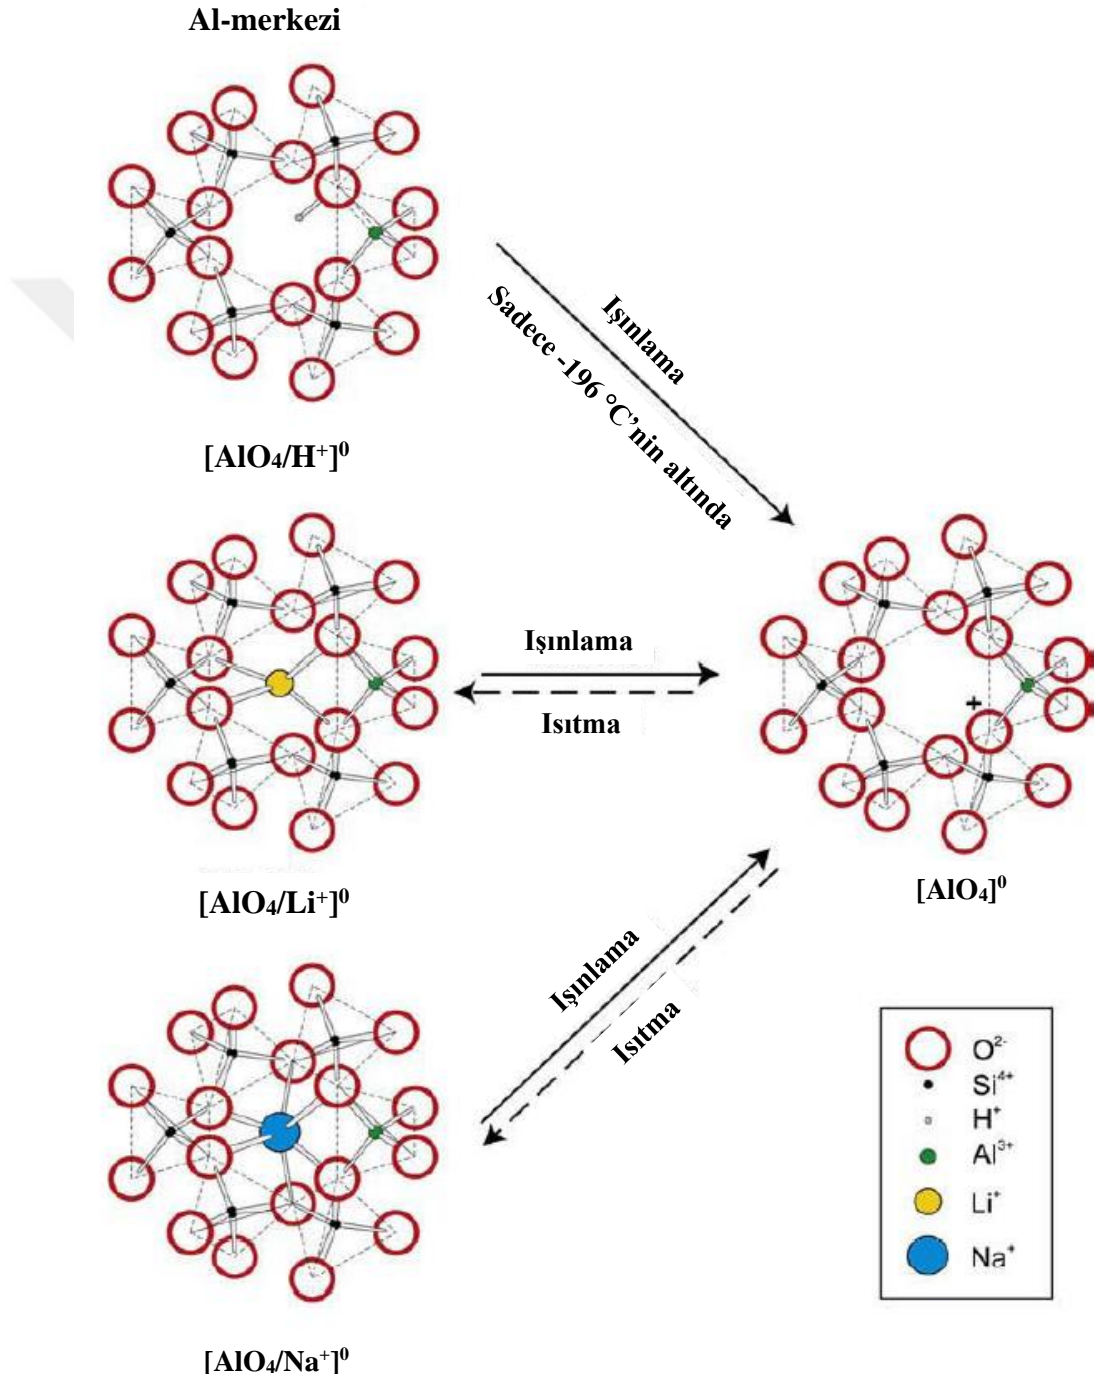 Al-merkezi
Işınlama
Sadece -196 °C’nin altında
[AlO₄/H⁺]⁰
Işınlama
Isıtma
[AlO₄/Li⁺]⁰
[AlO₄]⁰
Işınlama
Isıtma
O²⁻
Si⁴⁺
H⁺
Al³⁺
Li⁺
Na⁺
[AlO₄/Na⁺]⁰